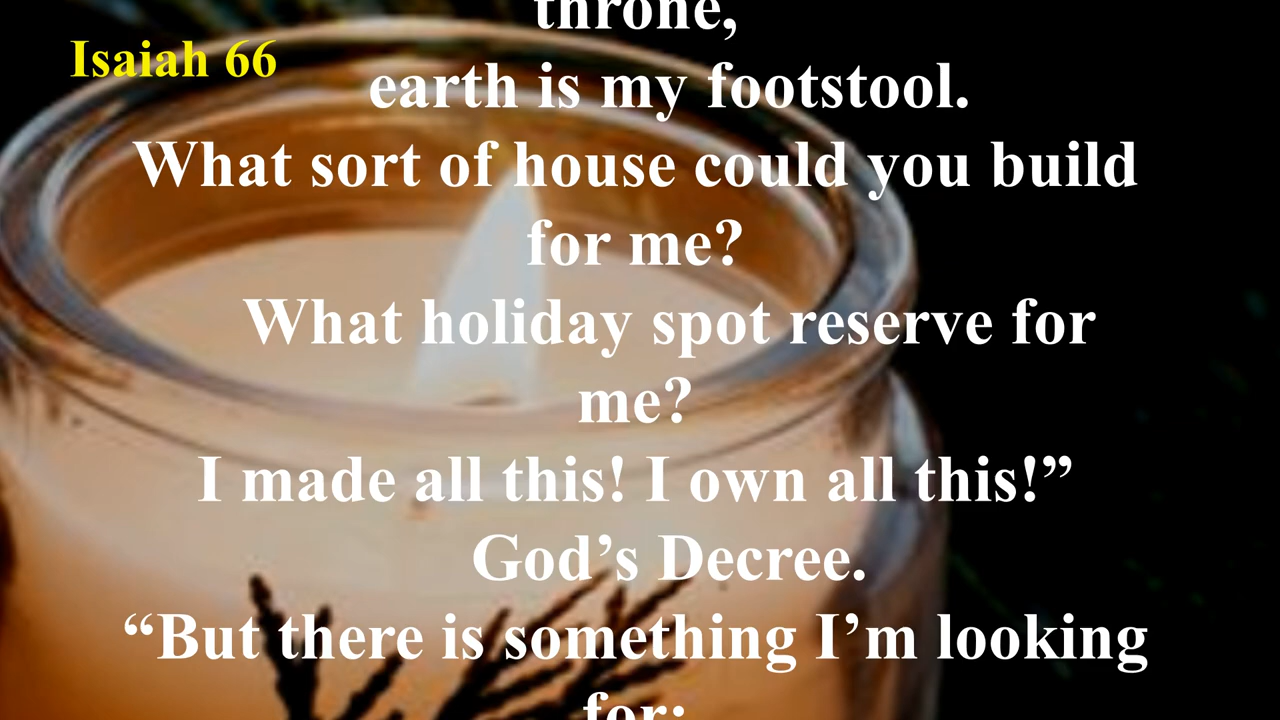 throne,
Isaiah 66
earth is my footstool.
What sort of house could you build
for me?
What holiday spot reserve for
me?
I made all this! I own all this!”
God’s Decree.
“But there is something I’m looking
for: